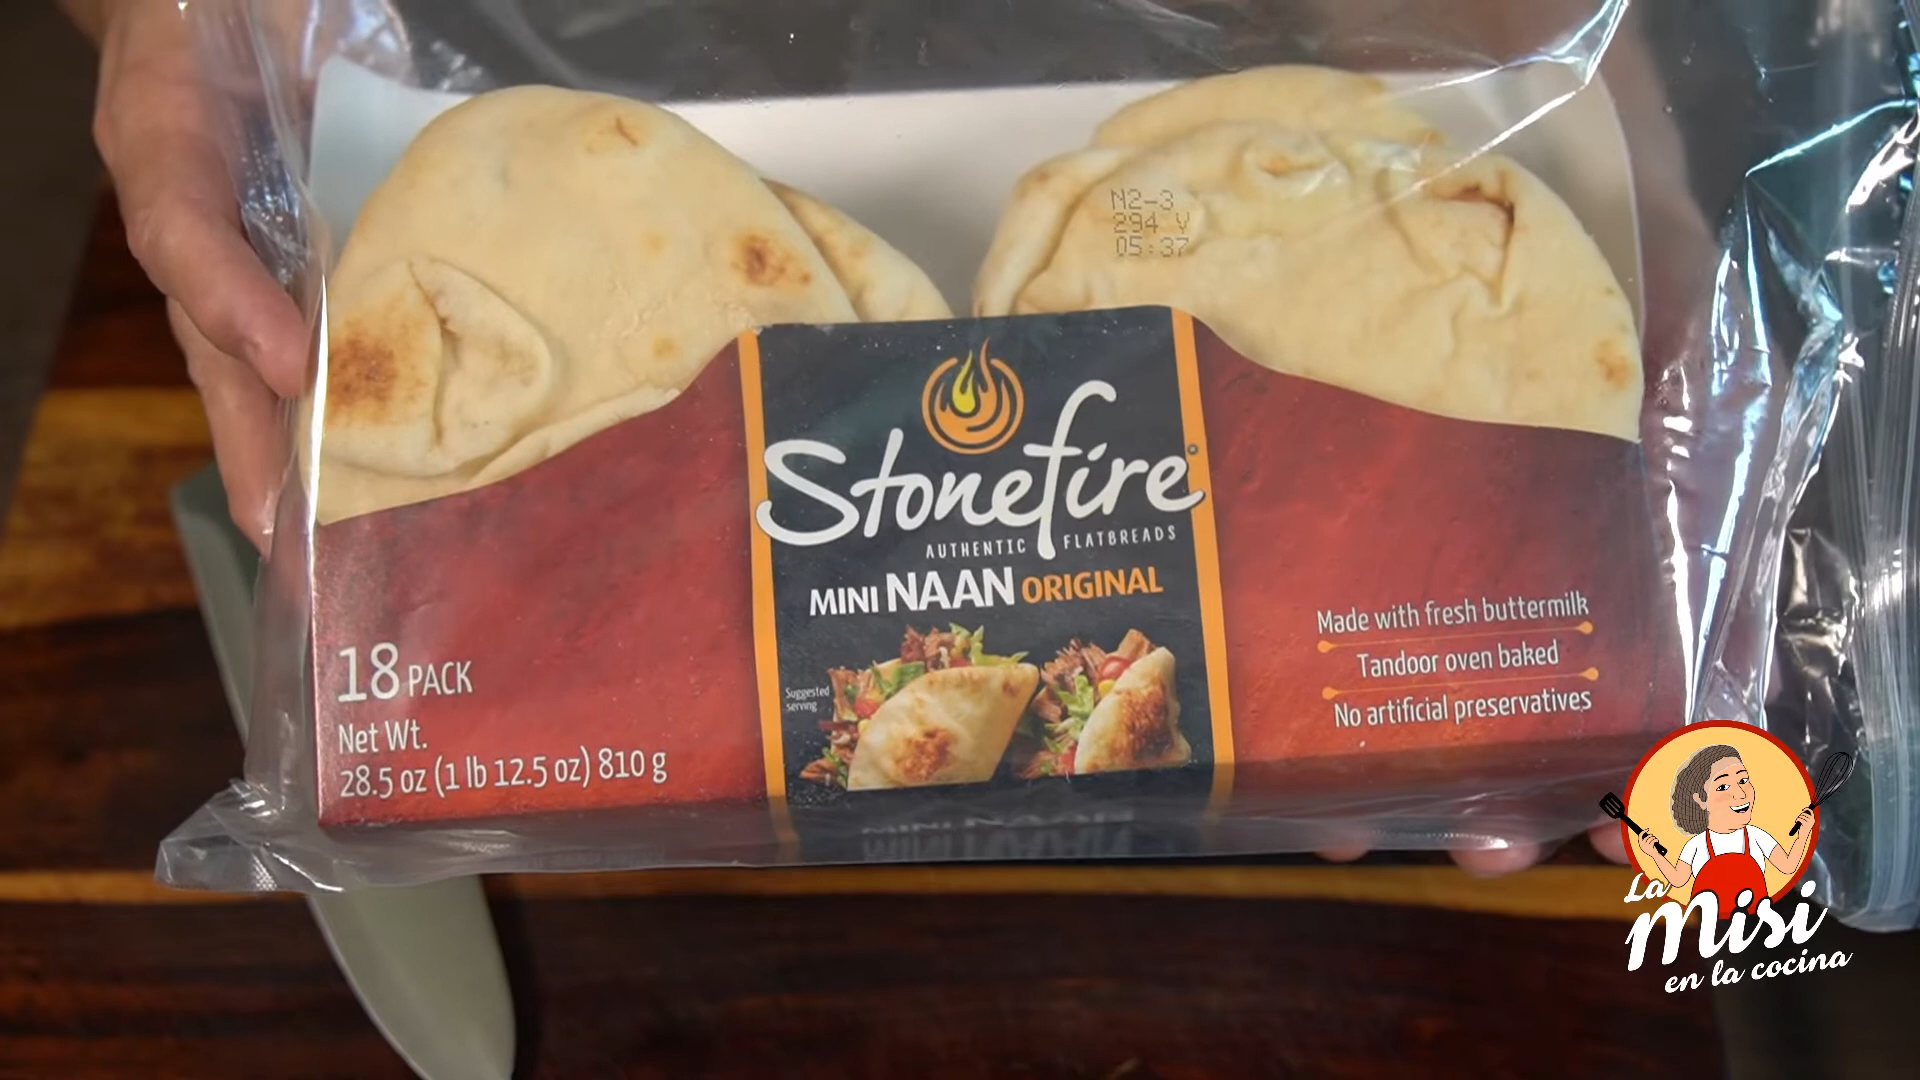 N2-3
294 V
05:37
Stonefire
AUTHENTIC FLATBREADS
MINI NAAN ORIGINAL
Suggested
serving
18 PACK
Net Wt.
28.5 oz (1 lb 12.5 oz) 810 g
Made with fresh buttermilk
Tandoor oven baked
No artificial preservatives
La
Misi
en la cocina